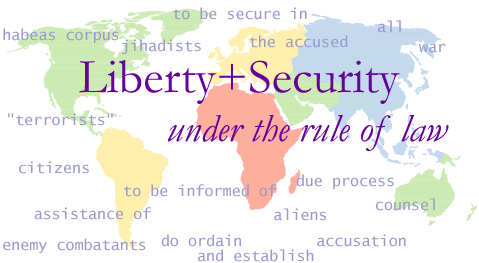 to be secure in
all
habeas corpus
jihadists
the accused
war
Liberty+Security
"terrorists"
under the rule of law
citizens
due process
to be informed of
counsel
assistance of
aliens
enemy combatants
do ordain
accusation
and establish